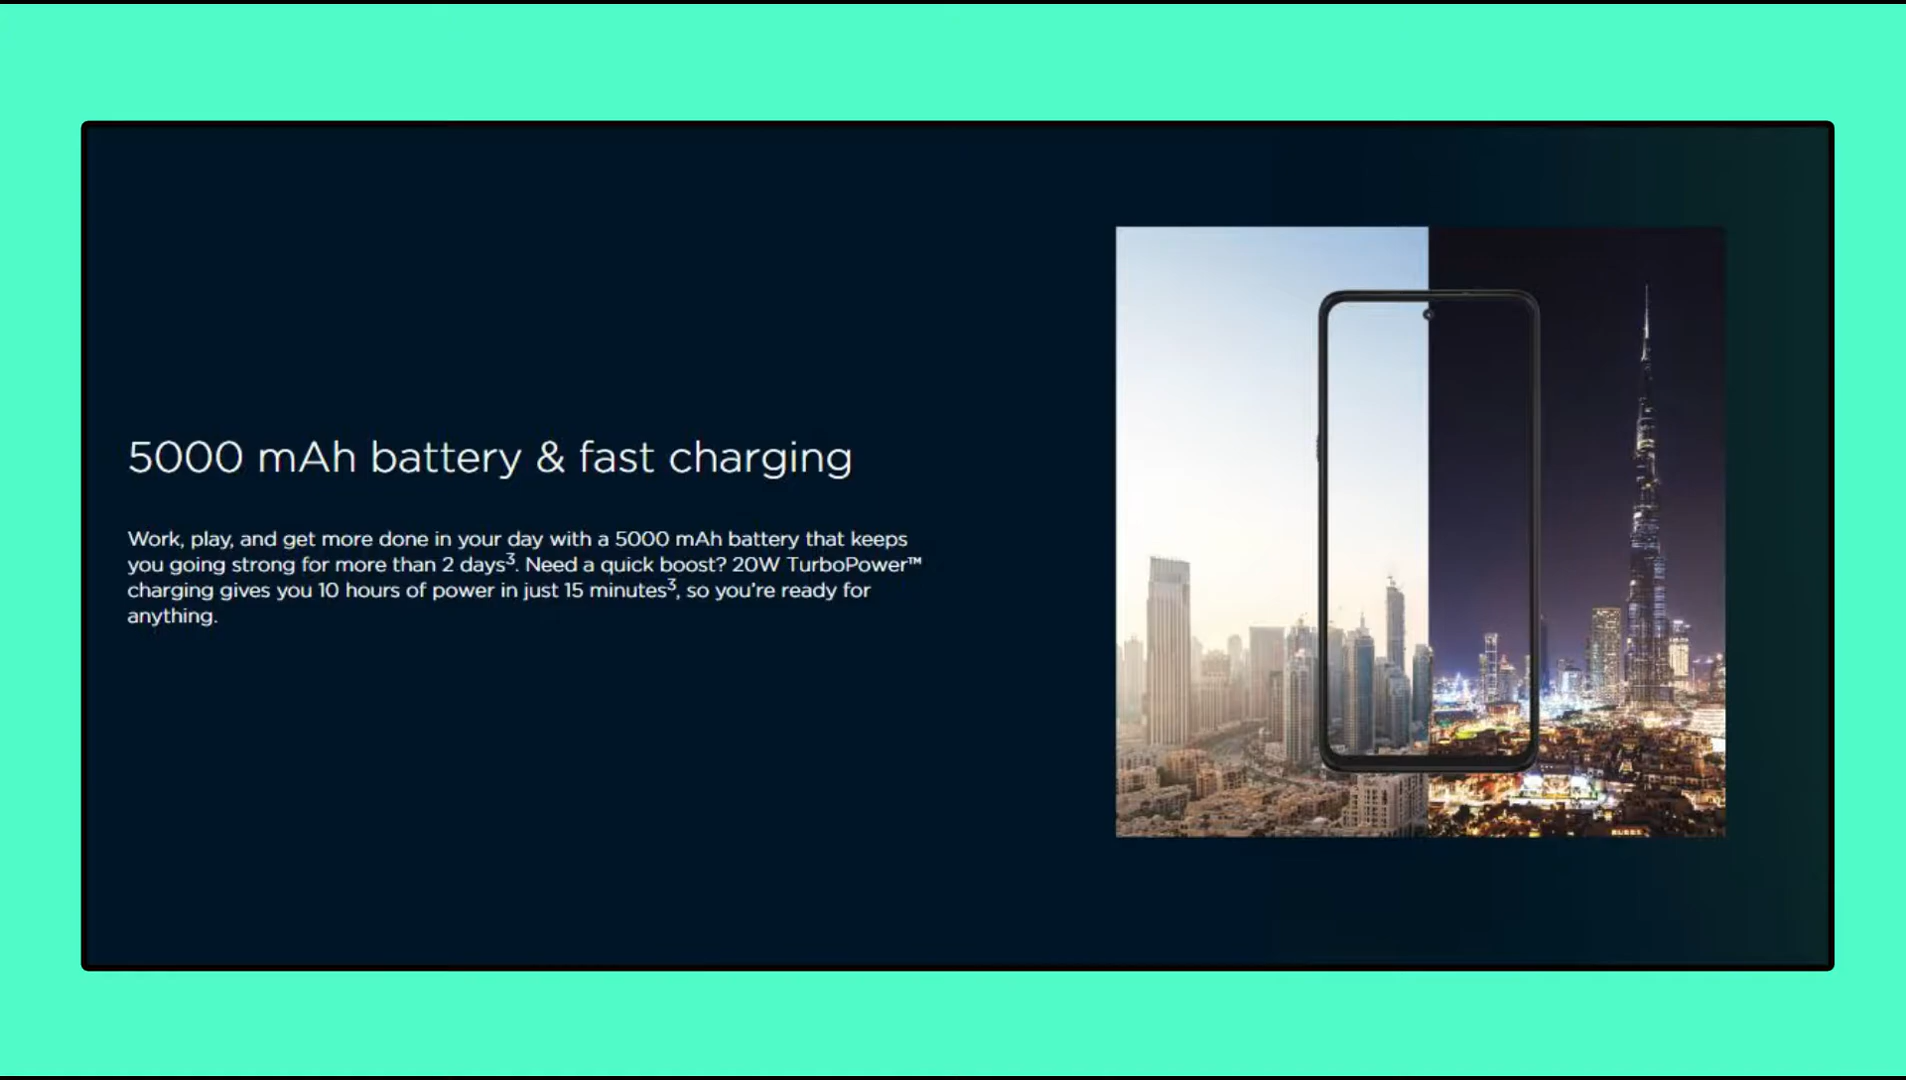 5000 mAh battery & fast charging
Work, play, and get more done in your day with a 5000 mAh battery that keeps
you going strong for more than 2 days³. Need a quick boost? 20W TurboPower™
charging gives you 10 hours of power in just 15 minutes³, so you're ready for
anything.